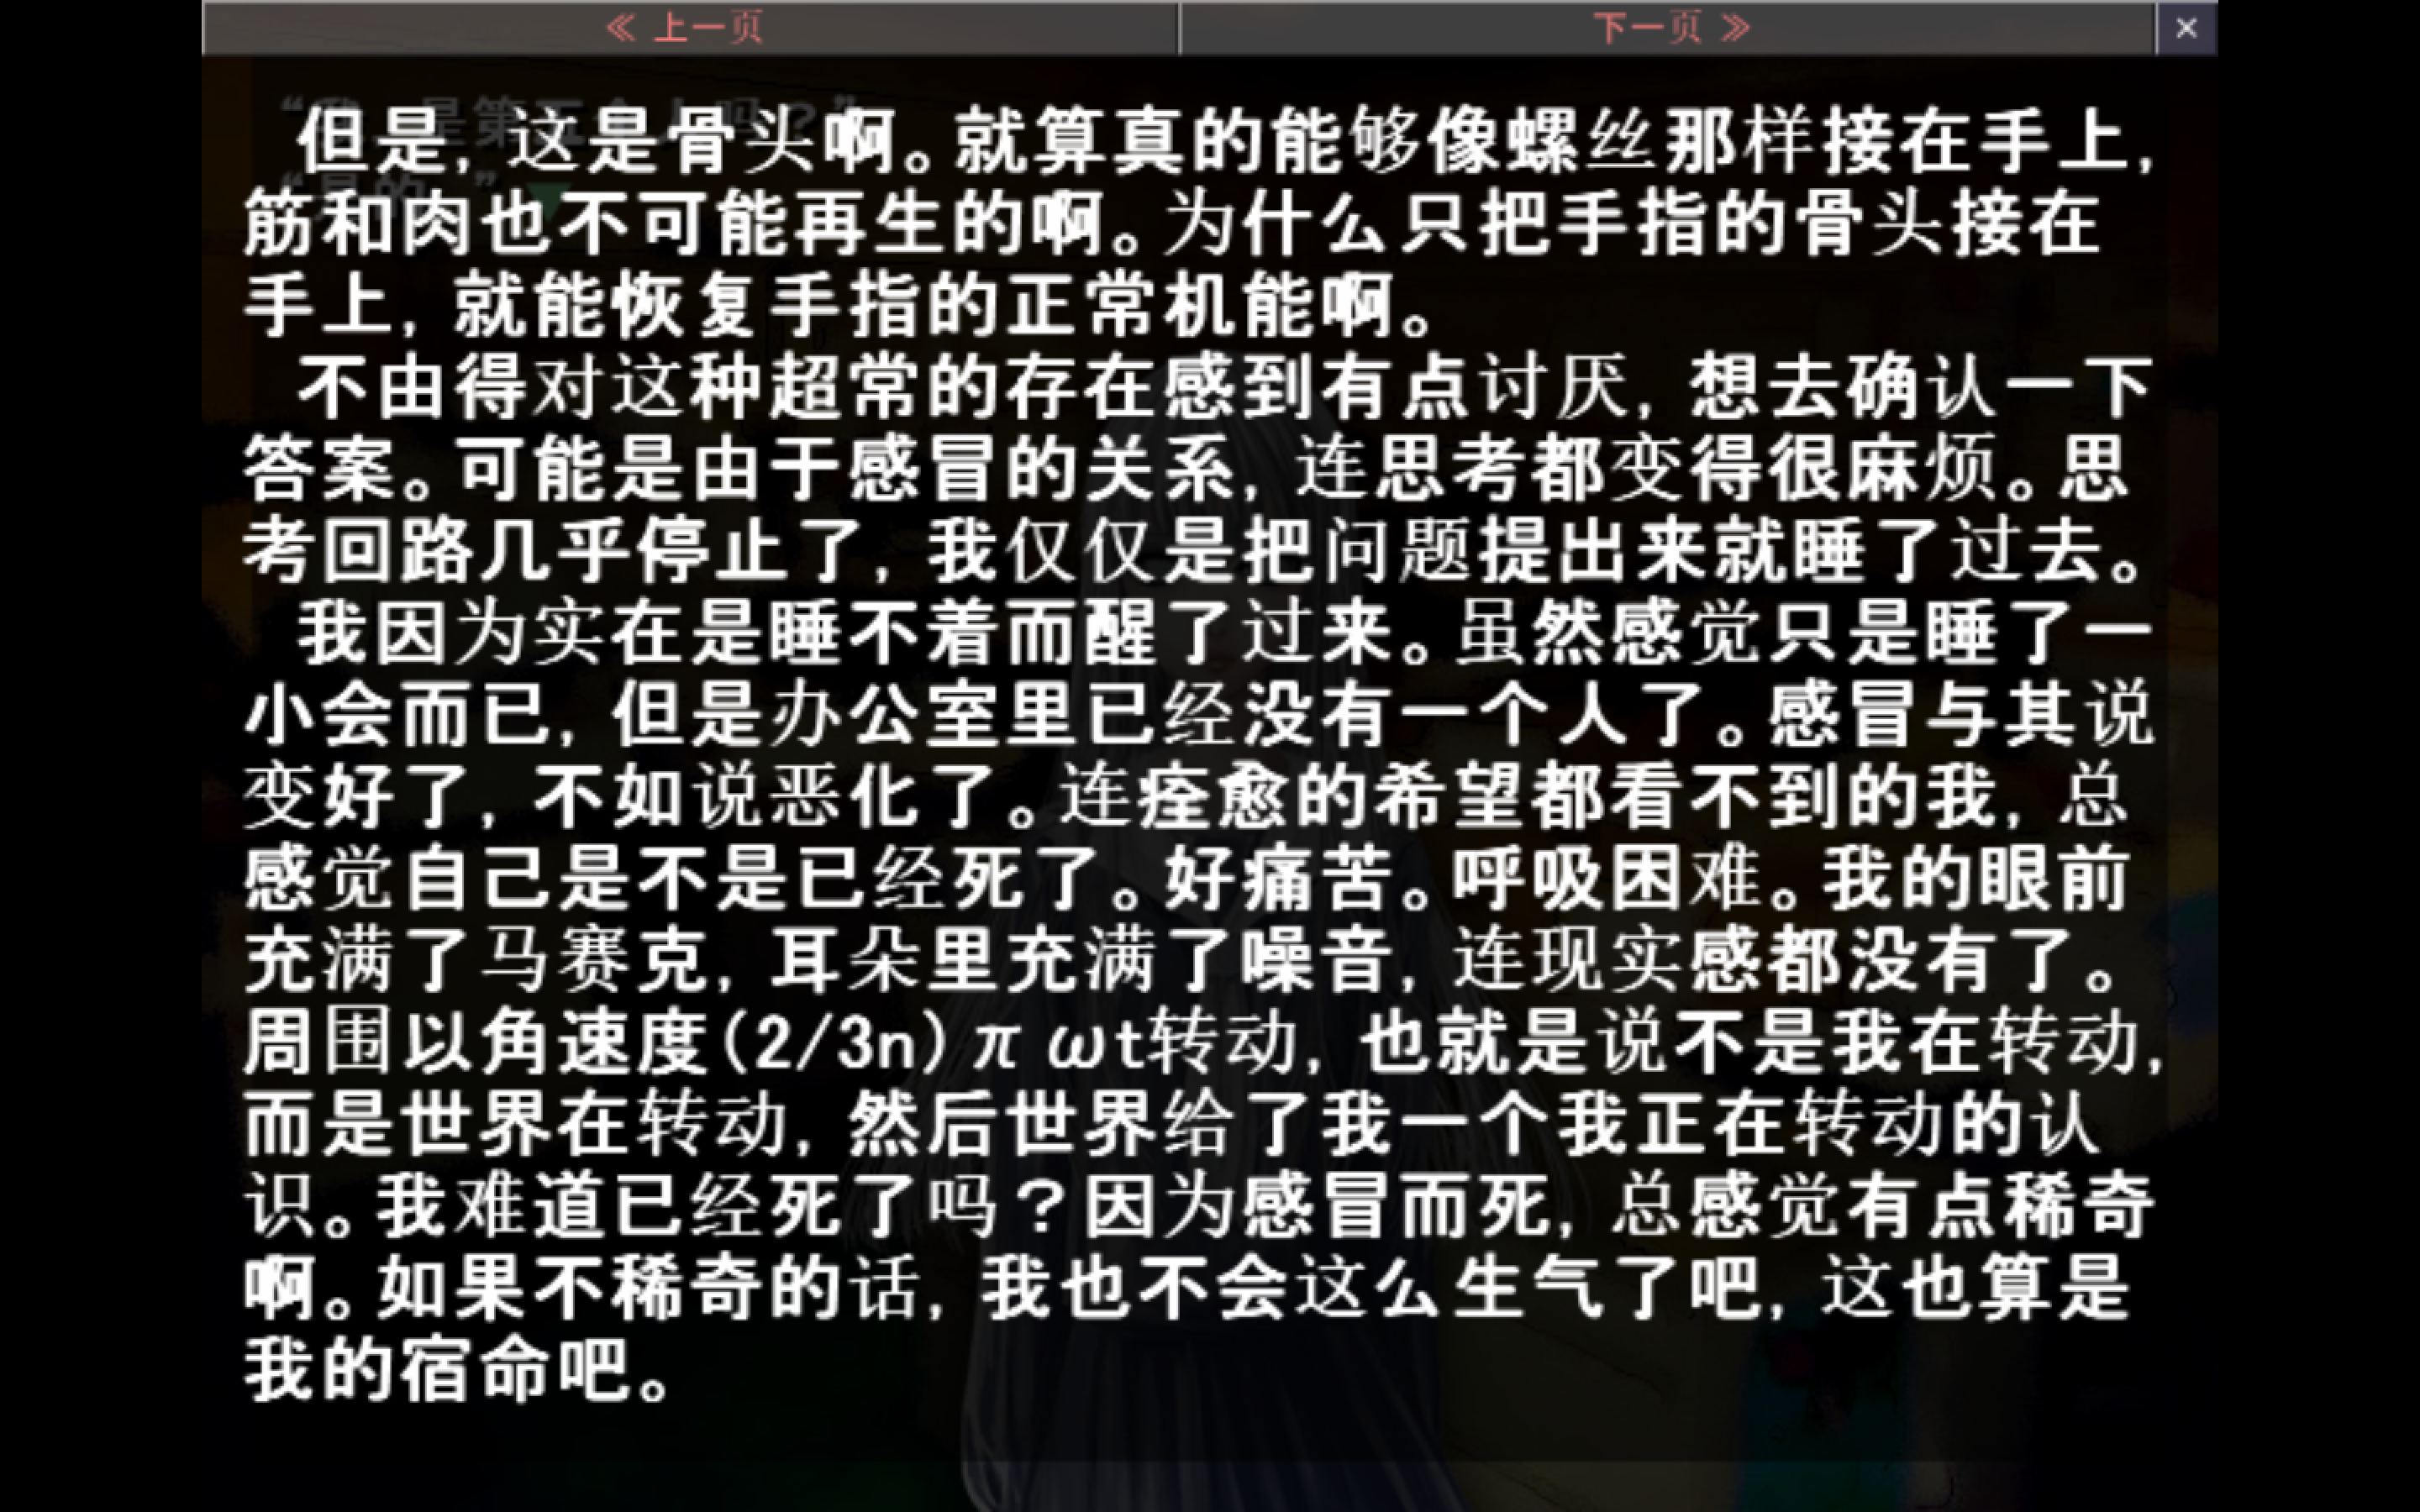 ≪ 上一页
下一页 ≫
×
但是，这是骨头啊。就算真的能够像螺丝那样接在手上，
筋和肉也不可能再生的啊。为什么只把手指的骨头接在
手上，就能恢复手指的正常机能啊。
不由得对这种超常的存在感到有点讨厌，想去确认一下
答案。可能是由于感冒的关系，连思考都变得很麻烦。思
考回路几乎停止了，我仅仅是把问题提出来就睡了过去。
我因为实在是睡不着而醒了过来。虽然感觉只是睡了一
小会而已，但是办公室里已经没有一个人了。感冒与其说
变好了，不如说恶化了。连痊愈的希望都看不到的我，总
感觉自己是不是已经死了。好痛苦。呼吸困难。我的眼前
充满了马赛克，耳朵里充满了噪音，连现实感都没有了。
周围以角速度(2/3n)π ωt转动，也就是说不是我在转动，
而是世界在转动，然后世界给了我一个我正在转动的认
识。我难道已经死了吗？因为感冒而死，总感觉有点稀奇
啊。如果不稀奇的话，我也不会这么生气了吧，这也算是
我的宿命吧。